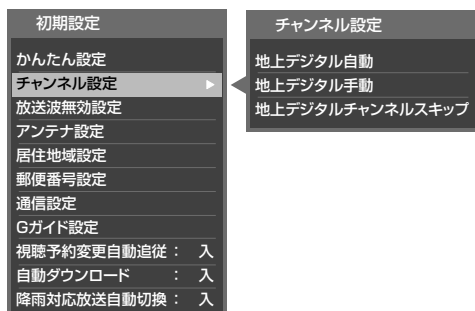 初期設定
かんたん設定
チャンネル設定
放送波無効設定
アンテナ設定
居住地域設定
郵便番号設定
通信設定
Gガイド設定
視聴予約変更自動追従： 入
自動ダウンロード ： 入
降雨対応放送自動切換： 入
チャンネル設定
地上デジタル自動
地上デジタル手動
地上デジタルチャンネルスキップ